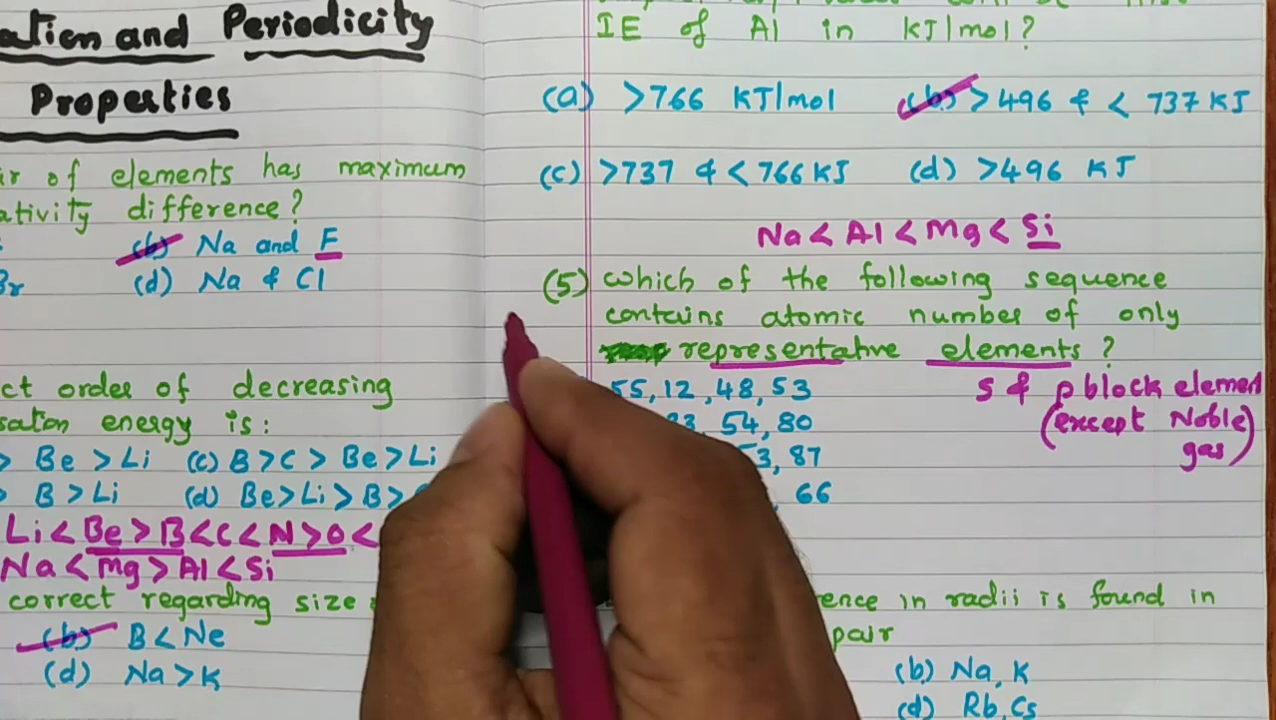 ation and Periodicity
Properties
ir of elements has maximum
ativity difference?
(b) Na and F
Br (d) Na & Cl
ct order of decreasing
sation energy is:
> Be >Li (c) B>C > Be>Li
> B >Li (d) Be>Li>B>
Li<Be>B<C<N>O<
Na<Mg>Al<Si
correct regarding size
(b) B<Ne
(d) Na>K
IE of Al in kJ/mol?
(a) >766 KJ/mol (b) >496 & < 737 KJ
(c) >737 & <766 KJ (d) >496 KJ
Na< Al< Mg< Si
(5) which of the following sequence
contains atomic number of only
representative elements?
55, 12, 48, 53 s & p block element
54, 80 (except Noble
3, 87 gas)
66
ence in radii is found in
pair
(b) Na, K
(d) Rb, Cs